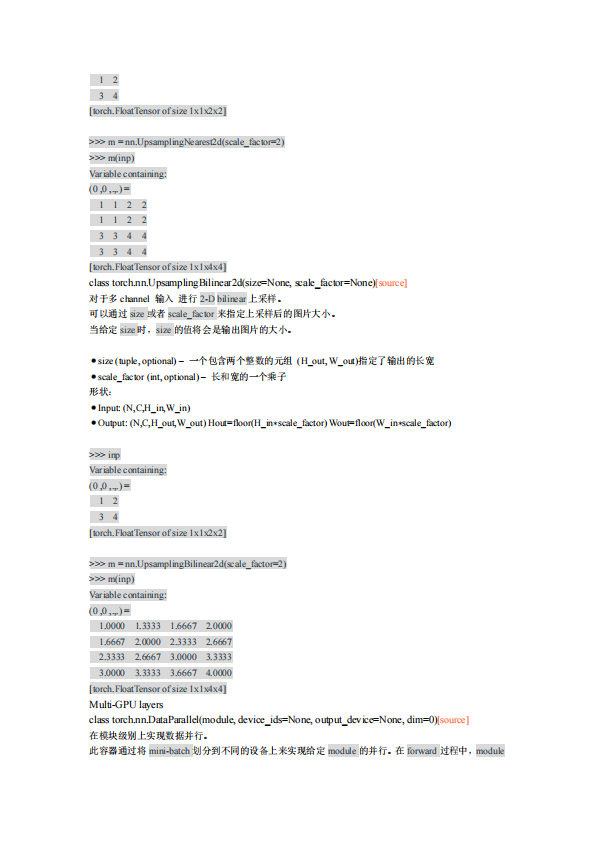 1 2
3 4
[torch.FloatTensor of size 1x1x2x2]
>>> m = nn.UpsamplingNearest2d(scale_factor=2)
>>> m(inp)
Variable containing:
(0 ,0 ,.,.) =
1 1 2 2
1 1 2 2
3 3 4 4
3 3 4 4
[torch.FloatTensor of size 1x1x4x4]
class torch.nn.UpsamplingBilinear2d(size=None, scale_factor=None)[source]
对于多 channel 输入 进行 2-D bilinear 上采样。
可以通过 size 或者 scale_factor 来指定上采样后的图片大小。
当给定 size 时，size 的值将会是输出图片的大小。
● size (tuple, optional) – 一个包含两个整数的元组 (H_out, W_out)指定了输出的长宽
● scale_factor (int, optional) – 长和宽的一个乘子
形状：
● Input: (N,C,H_in,W_in)
● Output: (N,C,H_out,W_out) Hout=floor(H_in∗scale_factor) Wout=floor(W_in∗scale_factor)
>>> inp
Variable containing:
(0 ,0 ,.,.) =
1 2
3 4
[torch.FloatTensor of size 1x1x2x2]
>>> m = nn.UpsamplingBilinear2d(scale_factor=2)
>>> m(inp)
Variable containing:
(0 ,0 ,.,.) =
1.0000 1.3333 1.6667 2.0000
1.6667 2.0000 2.3333 2.6667
2.3333 2.6667 3.0000 3.3333
3.0000 3.3333 3.6667 4.0000
[torch.FloatTensor of size 1x1x4x4]
Multi-GPU layers
class torch.nn.DataParallel(module, device_ids=None, output_device=None, dim=0)[source]
在模块级别上实现数据并行。
此容器通过将 mini-batch 划分到不同的设备上来实现给定 module 的并行。在 forward 过程中，module